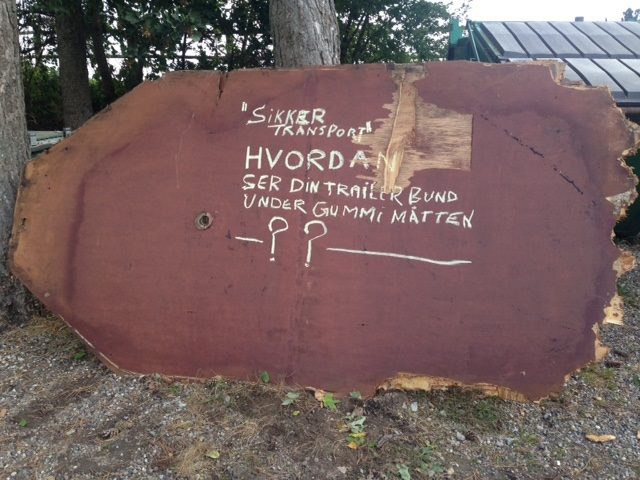 "SIKKER
TRANSPORT"
HVORDAN
SER DIN TRAILER BUND
UNDER GUMMI MÅTTEN
— ? ? —